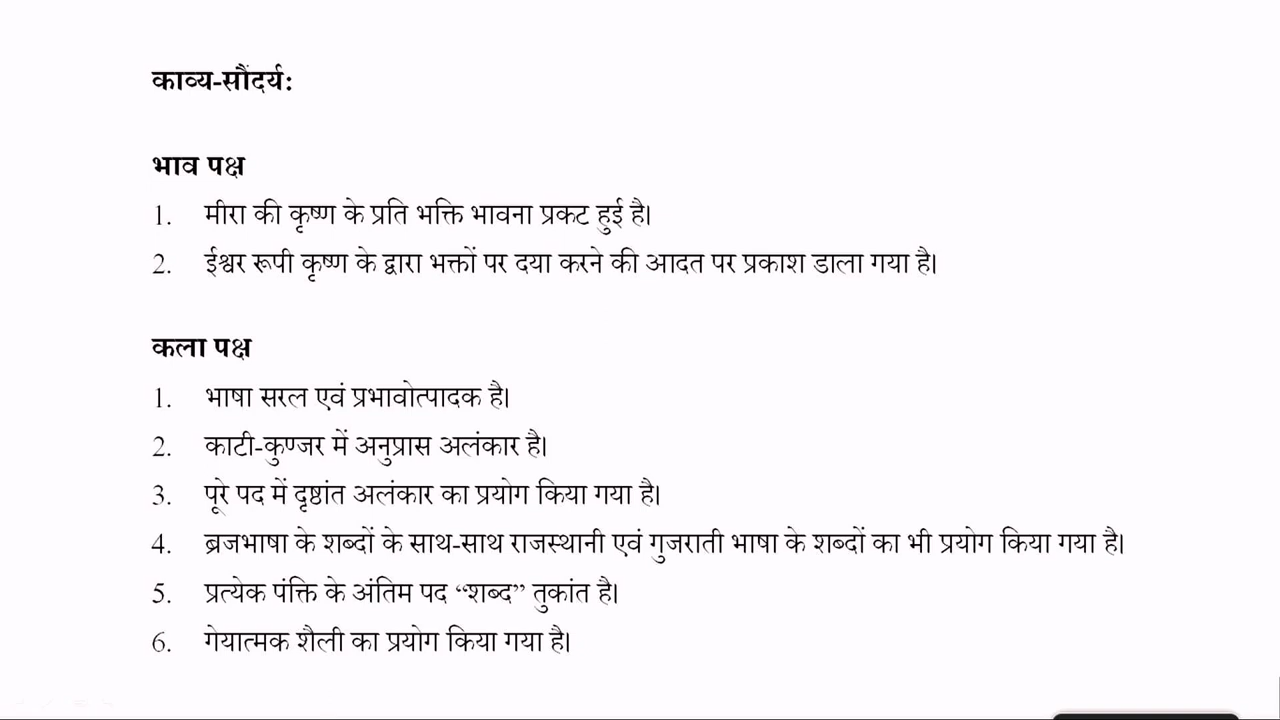 काव्य-सौंदर्य:
भाव पक्ष
1. मीरा की कृष्ण के प्रति भक्ति भावना प्रकट हुई है।
2. ईश्वर रूपी कृष्ण के द्वारा भक्तों पर दया करने की आदत पर प्रकाश डाला गया है।
कला पक्ष
1. भाषा सरल एवं प्रभावोत्पादक है।
2. काटी-कुण्जर में अनुप्रास अलंकार है।
3. पूरे पद में दृष्ठांत अलंकार का प्रयोग किया गया है।
4. ब्रजभाषा के शब्दों के साथ-साथ राजस्थानी एवं गुजराती भाषा के शब्दों का भी प्रयोग किया गया है।
5. प्रत्येक पंक्ति के अंतिम पद “शब्द” तुकांत है।
6. गेयात्मक शैली का प्रयोग किया गया है।